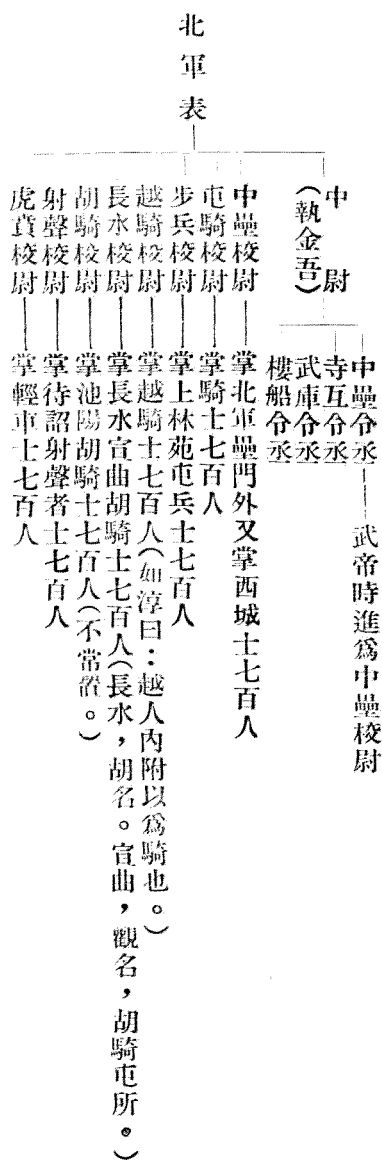 北軍表
中尉
(執金吾)
中壘令丞——武帝時進爲中壘校尉
寺互令丞
武庫令丞
樓船令丞
中壘校尉——掌北軍壘門外又掌西城士七百人
屯騎校尉——掌騎士七百人
步兵校尉——掌上林苑屯兵士七百人
越騎校尉——掌越騎士七百人(如淳曰:越人內附以爲騎也。)
長水校尉——掌長水宣曲胡騎士七百人(長水,胡名。宣曲,觀名,胡騎屯所。)
胡騎校尉——掌池陽胡騎士七百人(不常置。)
射聲校尉——掌待詔射聲者士七百人
虎賁校尉——掌輕車士七百人